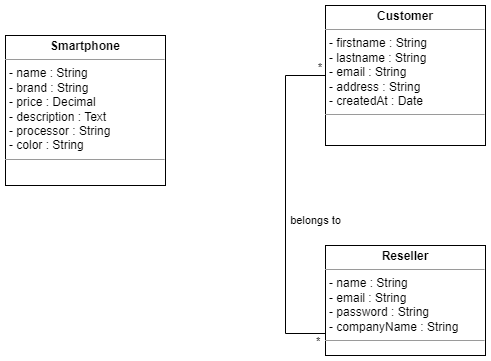 Smartphone
- name : String
- brand : String
- price : Decimal
- description : Text
- processor : String
- color : String
Customer
- firstname : String
- lastname : String
- email : String
- address : String
- createdAt : Date
*
belongs to
*
Reseller
- name : String
- email : String
- password : String
- companyName : String